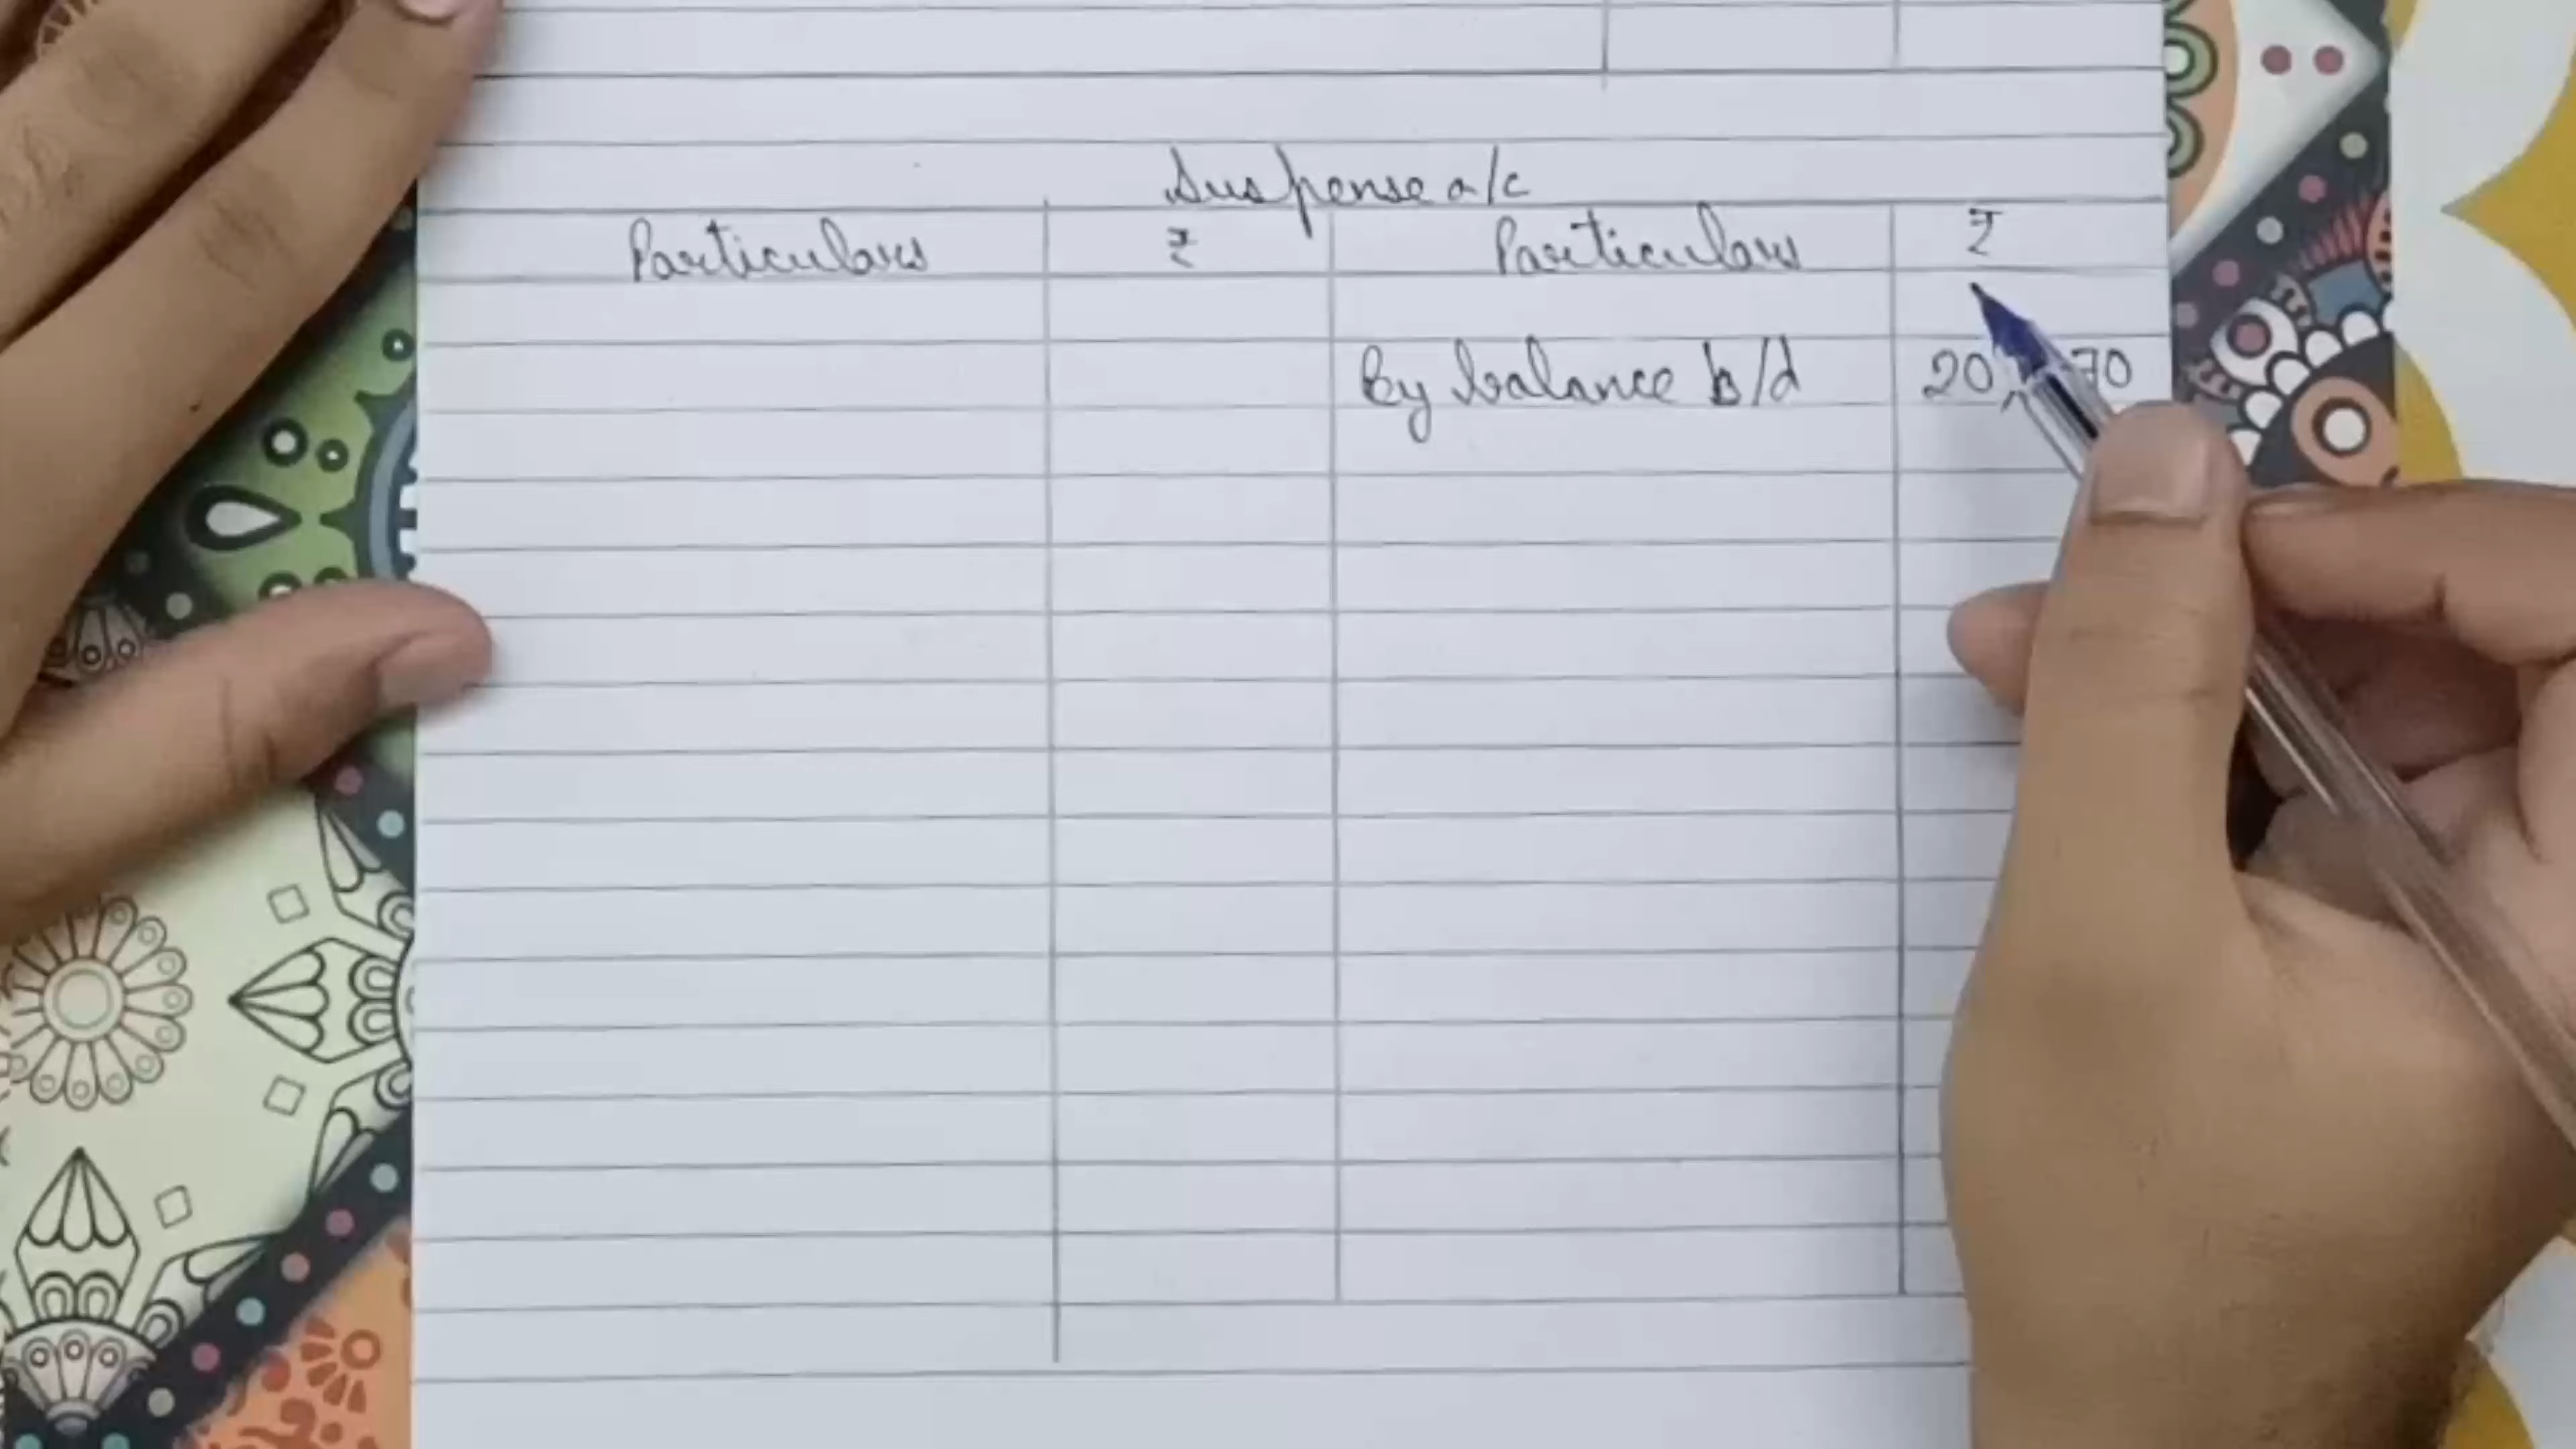 Suspense a/c
Particulars ₹ Particulars ₹
By balance b/d